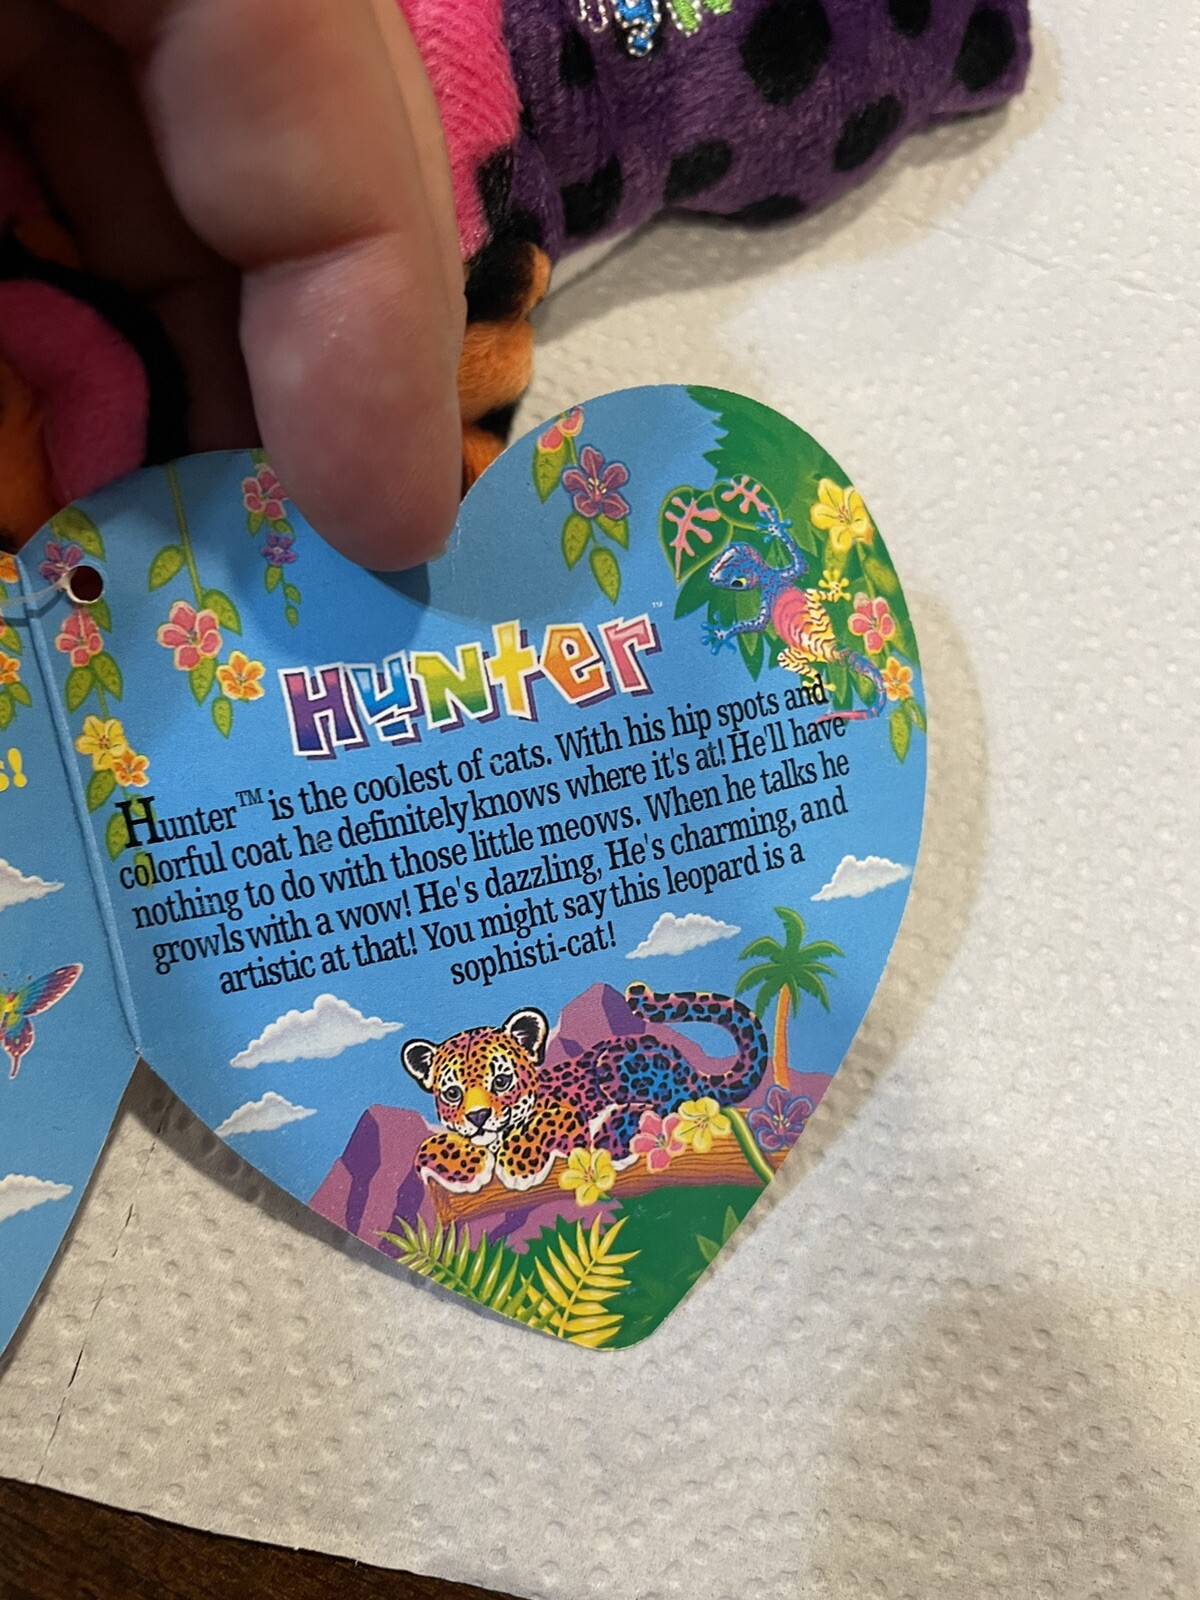 s!
HuNter™
Hunter™ is the coolest of cats. With his hip spots and
colorful coat he definitely knows where it's at! He'll have
nothing to do with those little meows. When he talks he
growls with a wow! He's dazzling, He's charming, and
artistic at that! You might say this leopard is a
sophisti-cat!